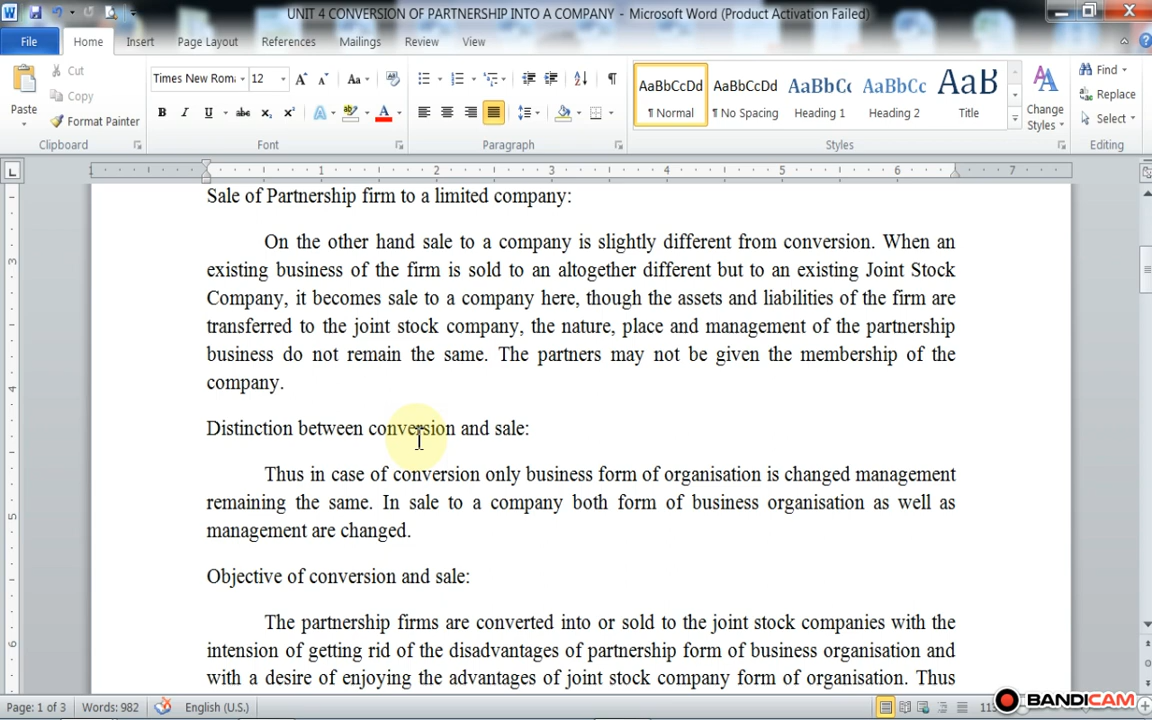 UNIT 4 CONVERSION OF PARTNERSHIP INTO A COMPANY - Microsoft Word (Product Activation Failed)
File Home Insert Page Layout References Mailings Review View
Paste
Cut
Copy
Format Painter
Clipboard
Times New Rom
12
Font
Paragraph
AaBbCcDd AaBbCcDd AaBbCc AaBbCc AaB
¶ Normal ¶ No Spacing Heading 1 Heading 2 Title
Change
Styles
Styles
Find
Replace
Select
Editing
1 1 2 3 4 5 6 7
Sale of Partnership firm to a limited company:
On the other hand sale to a company is slightly different from conversion. When an
existing business of the firm is sold to an altogether different but to an existing Joint Stock
Company, it becomes sale to a company here, though the assets and liabilities of the firm are
transferred to the joint stock company, the nature, place and management of the partnership
business do not remain the same. The partners may not be given the membership of the
company.
Distinction between conversion and sale:
Thus in case of conversion only business form of organisation is changed management
remaining the same. In sale to a company both form of business organisation as well as
management are changed.
Objective of conversion and sale:
The partnership firms are converted into or sold to the joint stock companies with the
intension of getting rid of the disadvantages of partnership form of business organisation and
with a desire of enjoying the advantages of joint stock company form of organisation. Thus
3
4
5
6
Page: 1 of 3 Words: 982 English (U.S.)
BANDICAM